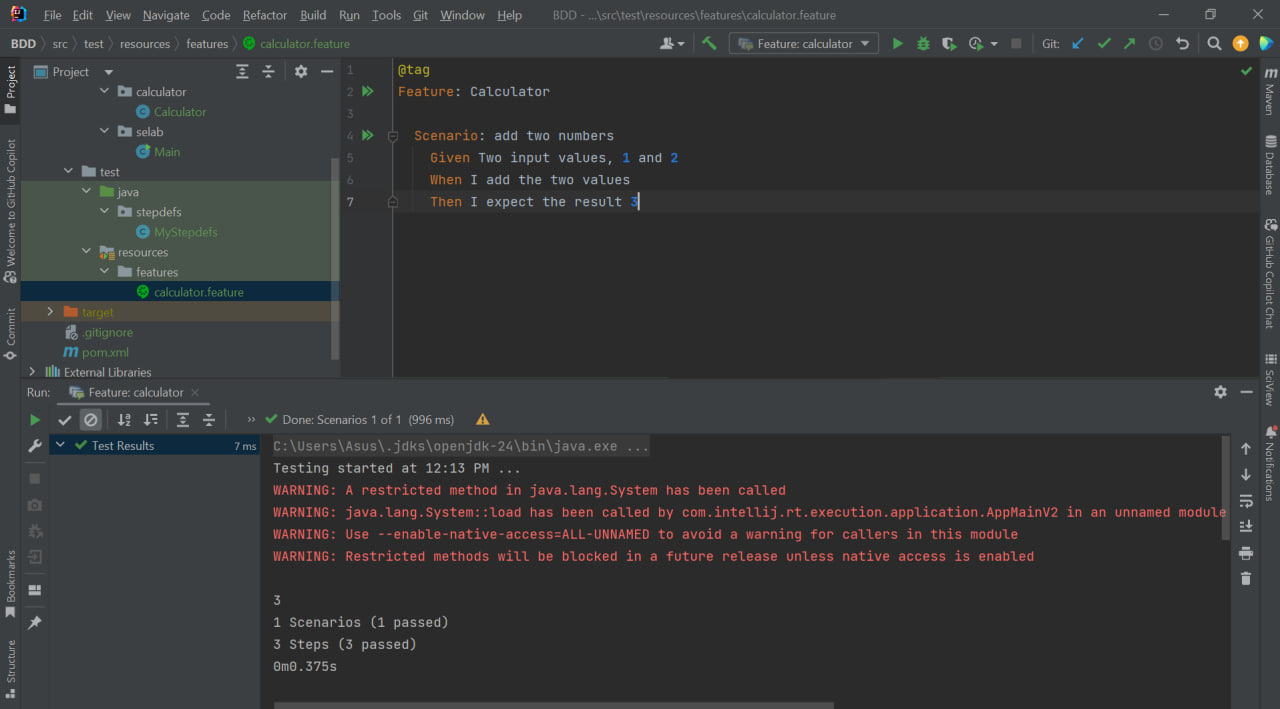 File Edit View Navigate Code Refactor Build Run Tools Git Window Help BDD - ...\src\test\resources\features\calculator.feature
BDD src test resources features calculator.feature Feature: calculator Git:
Project
calculator
Calculator
selab
Main
test
java
stepdefs
MyStepdefs
resources
features
calculator.feature
target
.gitignore
pom.xml
External Libraries
1 @tag
2 Feature: Calculator
3
4 Scenario: add two numbers
5 Given Two input values, 1 and 2
6 When I add the two values
7 Then I expect the result 3
Project
Welcome to GitHub Copilot
Commit
Bookmarks
Structure
Maven
Database
GitHub Copilot Chat
SciView
Notifications
Run: Feature: calculator
Done: Scenarios 1 of 1 (996 ms)
Test Results 7 ms
C:\Users\Asus\.jdks\openjdk-24\bin\java.exe ...
Testing started at 12:13 PM ...
WARNING: A restricted method in java.lang.System has been called
WARNING: java.lang.System::load has been called by com.intellij.rt.execution.application.AppMainV2 in an unnamed module
WARNING: Use --enable-native-access=ALL-UNNAMED to avoid a warning for callers in this module
WARNING: Restricted methods will be blocked in a future release unless native access is enabled
3
1 Scenarios (1 passed)
3 Steps (3 passed)
0m0.375s